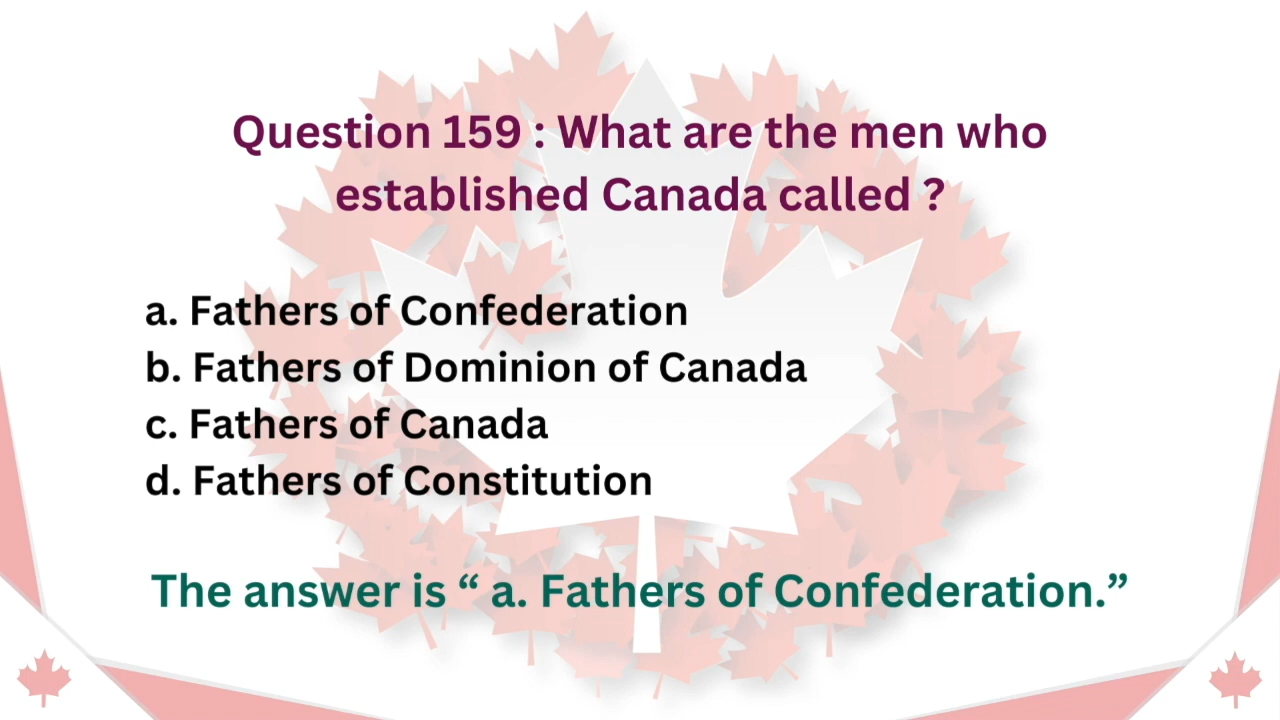 Question 159 : What are the men who
established Canada called ?
a. Fathers of Confederation
b. Fathers of Dominion of Canada
c. Fathers of Canada
d. Fathers of Constitution
The answer is “ a. Fathers of Confederation.”